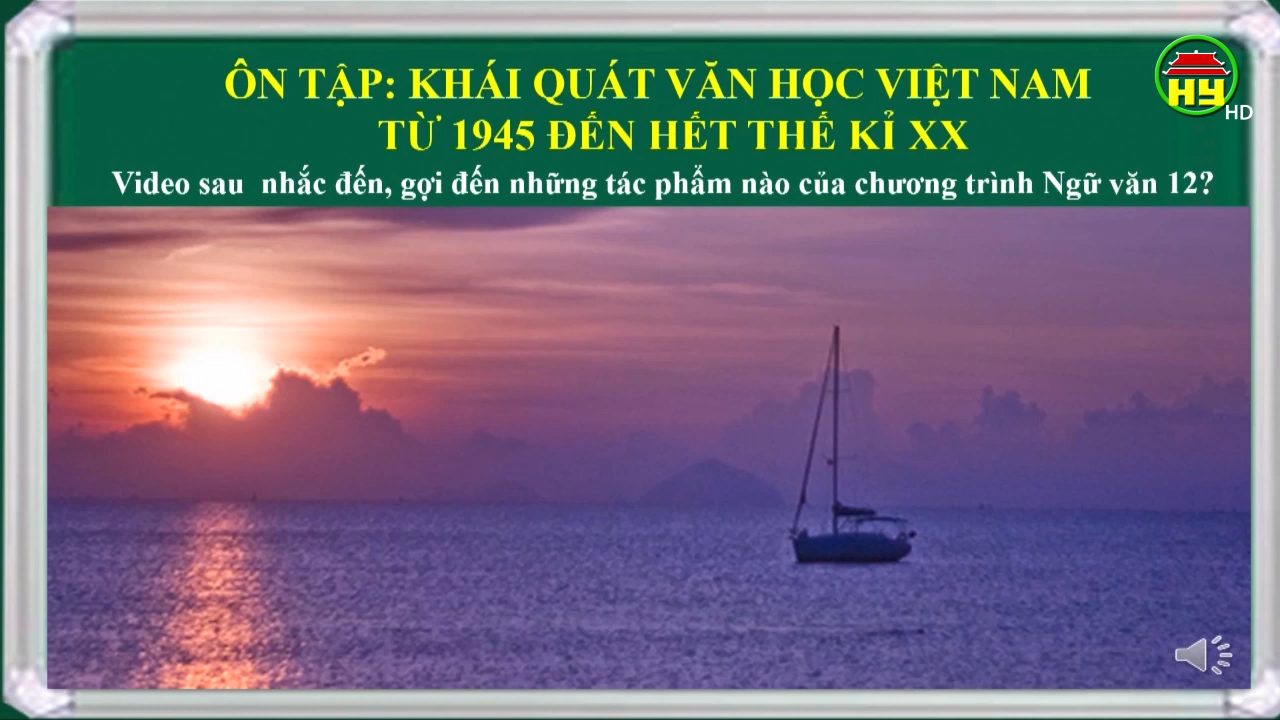 ÔN TẬP: KHÁI QUÁT VĂN HỌC VIỆT NAM
TỪ 1945 ĐẾN HẾT THẾ KỈ XX
Video sau nhắc đến, gợi đến những tác phẩm nào của chương trình Ngữ văn 12?
HY
HD